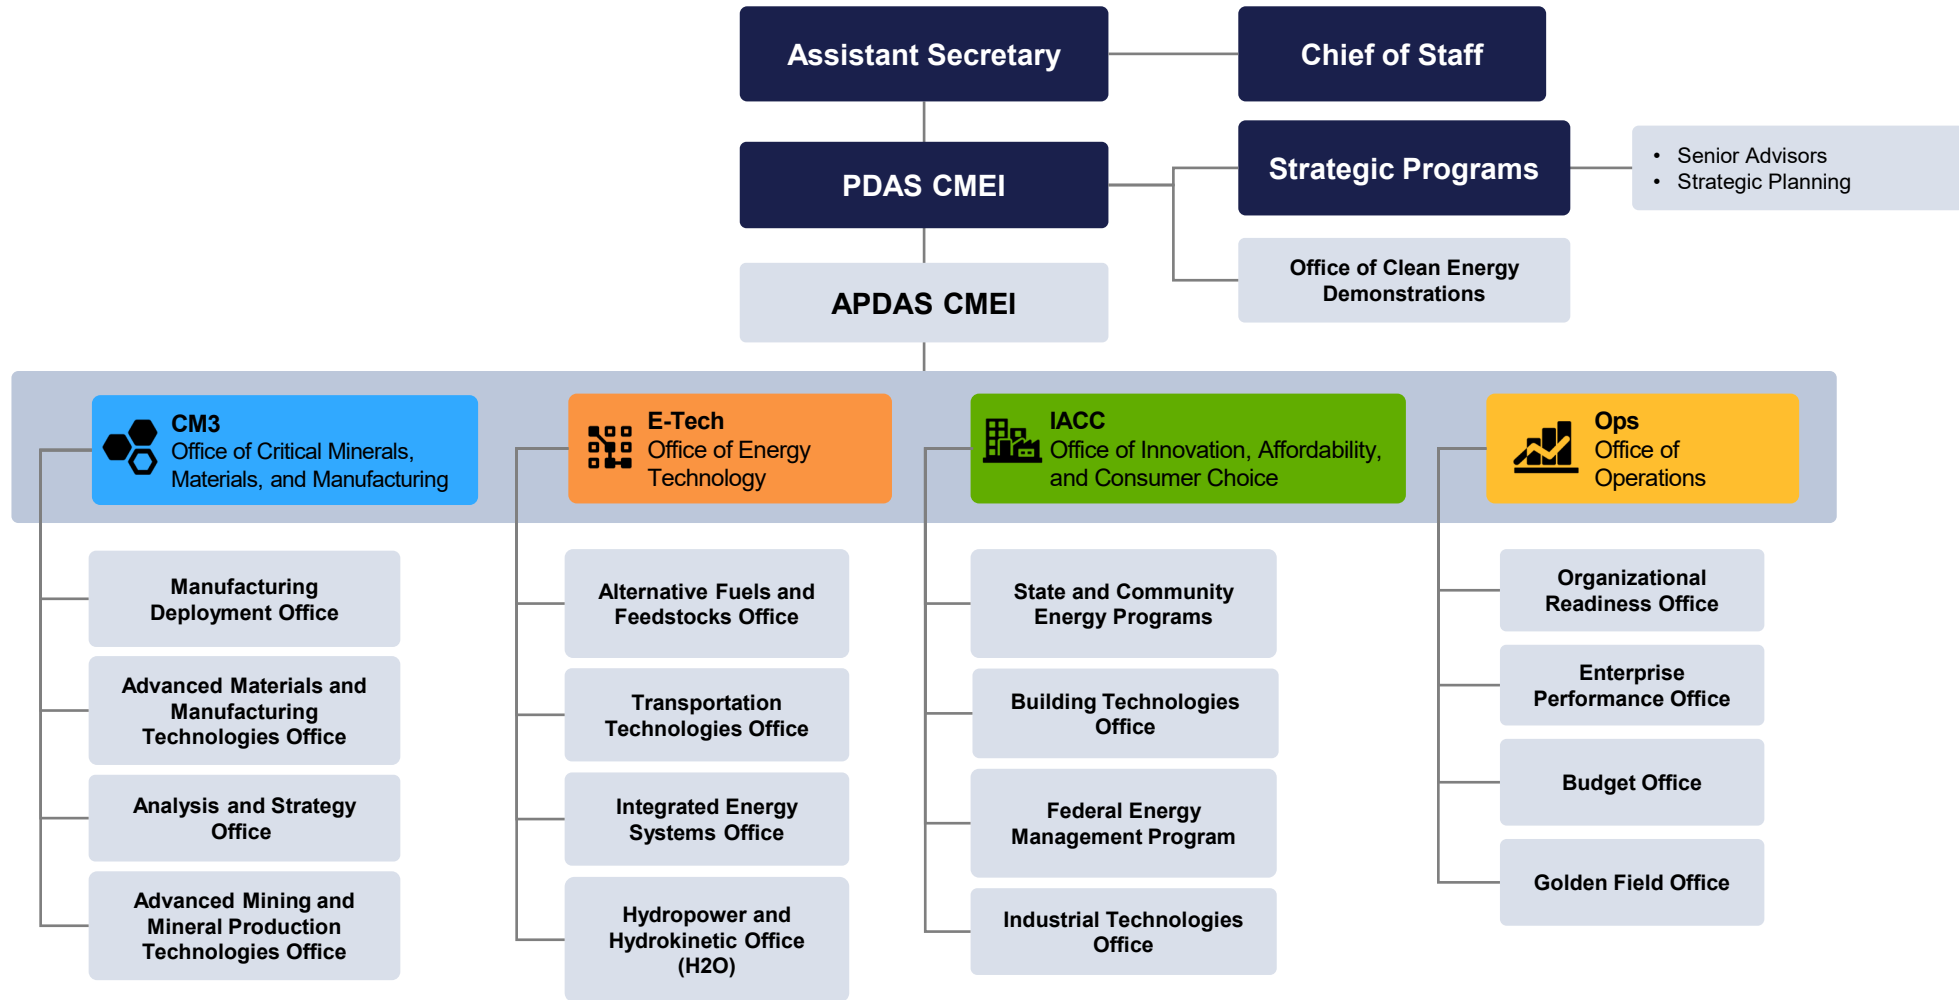 Assistant Secretary
Chief of Staff
PDAS CMEI
Strategic Programs
• Senior Advisors
• Strategic Planning
Office of Clean Energy
Demonstrations
APDAS CMEI
CM3
Office of Critical Minerals,
Materials, and Manufacturing
E-Tech
Office of Energy
Technology
IACC
Office of Innovation, Affordability,
and Consumer Choice
Ops
Office of
Operations
Manufacturing
Deployment Office
Advanced Materials and
Manufacturing
Technologies Office
Analysis and Strategy
Office
Advanced Mining and
Mineral Production
Technologies Office
Alternative Fuels and
Feedstocks Office
Transportation
Technologies Office
Integrated Energy
Systems Office
Hydropower and
Hydrokinetic Office
(H2O)
State and Community
Energy Programs
Building Technologies
Office
Federal Energy
Management Program
Industrial Technologies
Office
Organizational
Readiness Office
Enterprise
Performance Office
Budget Office
Golden Field Office